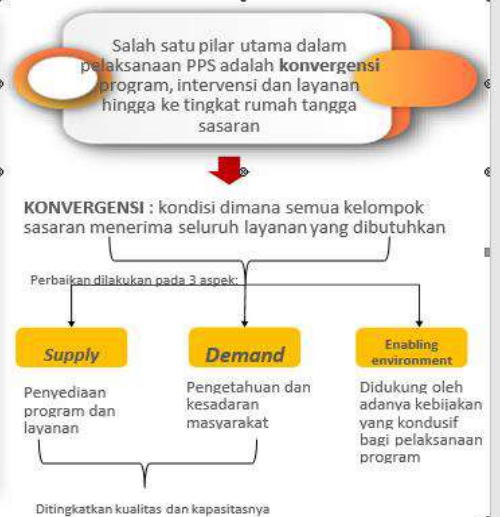 Salah satu pilar utama dalam
pelaksanaan PPS adalah konvergensi
program, intervensi dan layanan
hingga ke tingkat rumah tangga
sasaran
KONVERGENSI : kondisi dimana semua kelompok
sasaran menerima seluruh layanan yang dibutuhkan
Perbaikan dilakukan pada 3 aspek:
Supply
Penyediaan
program dan
layanan
Demand
Pengetahuan dan
kesadaran
masyarakat
Enabling
environment
Didukung oleh
adanya kebijakan
yang kondusif
bagi pelaksanaan
program
Ditingkatkan kualitas dan kapasitasnya